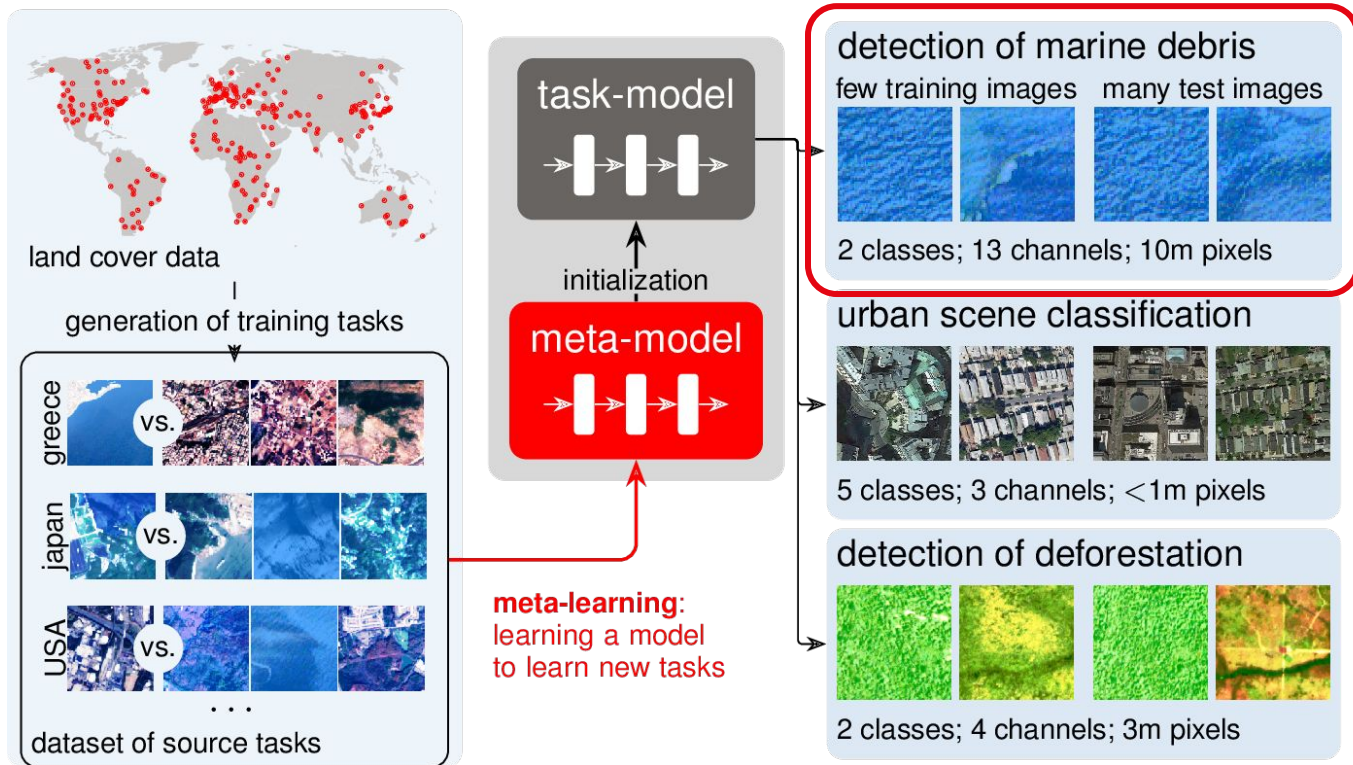 land cover data
generation of training tasks
greece
vs.
japan
vs.
USA
vs.
. . .
dataset of source tasks
task-model
initialization
meta-model
meta-learning:
learning a model
to learn new tasks
detection of marine debris
few training images many test images
2 classes; 13 channels; 10m pixels
urban scene classification
5 classes; 3 channels; <1m pixels
detection of deforestation
2 classes; 4 channels; 3m pixels